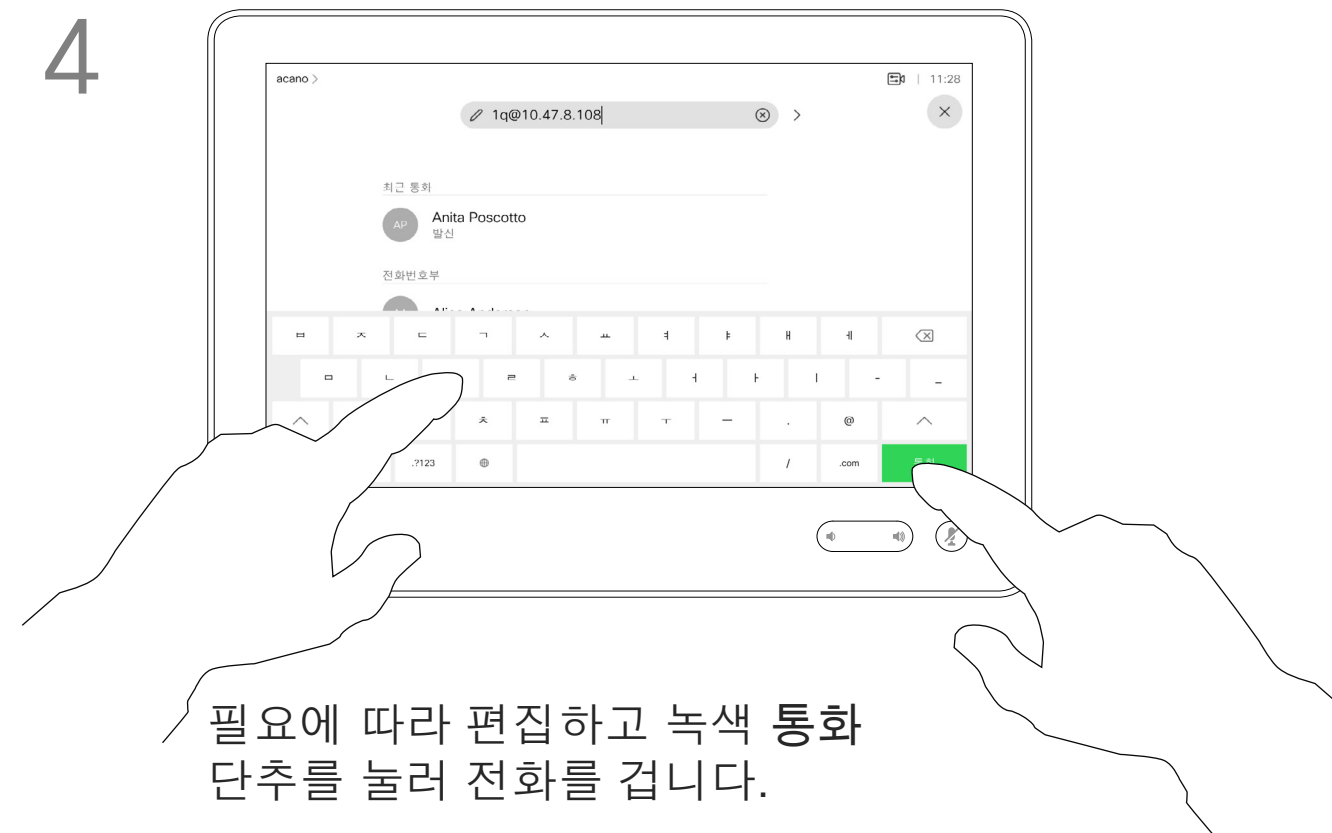 4
acano > | 11:28
1q@10.47.8.108
최근 통화
AP Anita Poscotto
발신
전화번호부
ㅂ ㅈ ㄷ ㄱ ㅅ ㅛ ㅕ ㅑ ㅐ ㅔ
ㅁ ㄴ ㄹ ㅎ ㅗ ㅓ ㅏ ㅣ - _
ㅊ ㅍ ㅠ ㅜ ㅡ . @
.?123 / .com
필요에 따라 편집하고 녹색 통화
단추를 눌러 전화를 겁니다.